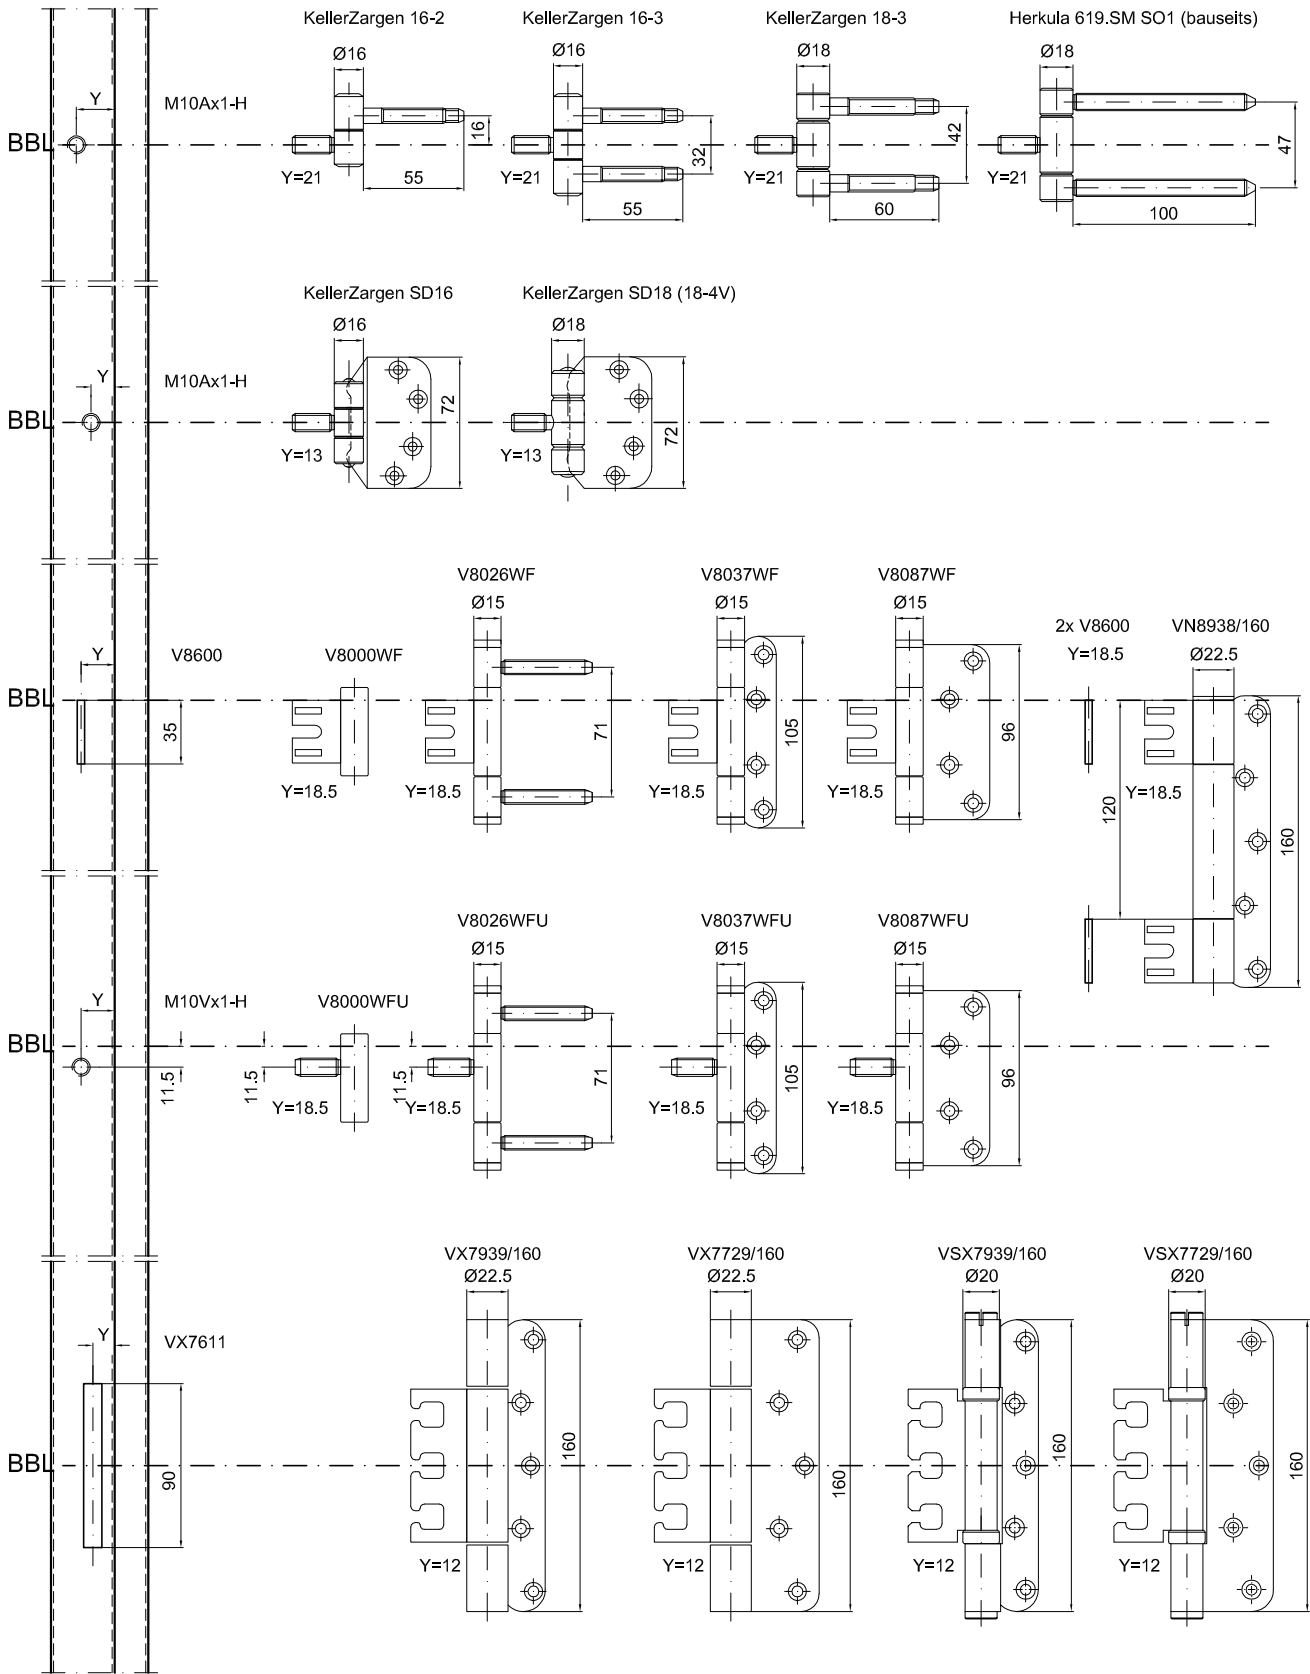 KellerZargen 16-2 KellerZargen 16-3 KellerZargen 18-3 Herkula 619.SM SO1 (bauseits)
Ø16 Ø16 Ø18 Ø18
Y M10Ax1-H
BBL 16 32 42 47
Y=21 Y=21 Y=21 Y=21
55 55 60 100
KellerZargen SD16 KellerZargen SD18 (18-4V)
Ø16 Ø18
Y M10Ax1-H
BBL 72 72
Y=13 Y=13
V8026WF V8037WF V8087WF
Ø15 Ø15 Ø15
2x V8600 VN8938/160
Y V8600 V8000WF Y=18.5 Ø22.5
BBL
35 71 105 96
Y=18.5 Y=18.5 Y=18.5 Y=18.5 Y=18.5
120 160
V8026WFU V8037WFU V8087WFU
Ø15 Ø15 Ø15
Y M10Vx1-H V8000WFU
BBL
11.5 11.5 11.5 71 105 96
Y=18.5 Y=18.5 Y=18.5 Y=18.5
VX7939/160 VX7729/160 VSX7939/160 VSX7729/160
Ø22.5 Ø22.5 Ø20 Ø20
Y VX7611
BBL 90 160 160 160 160
Y=12 Y=12 Y=12 Y=12